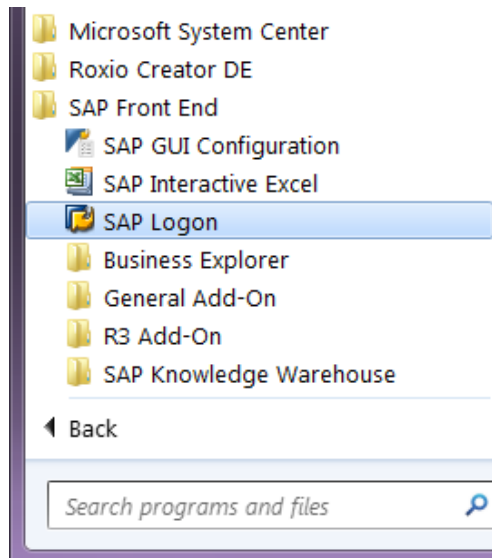 Microsoft System Center
Roxio Creator DE
SAP Front End
SAP GUI Configuration
SAP Interactive Excel
SAP Logon
Business Explorer
General Add-On
R3 Add-On
SAP Knowledge Warehouse
Back
Search programs and files